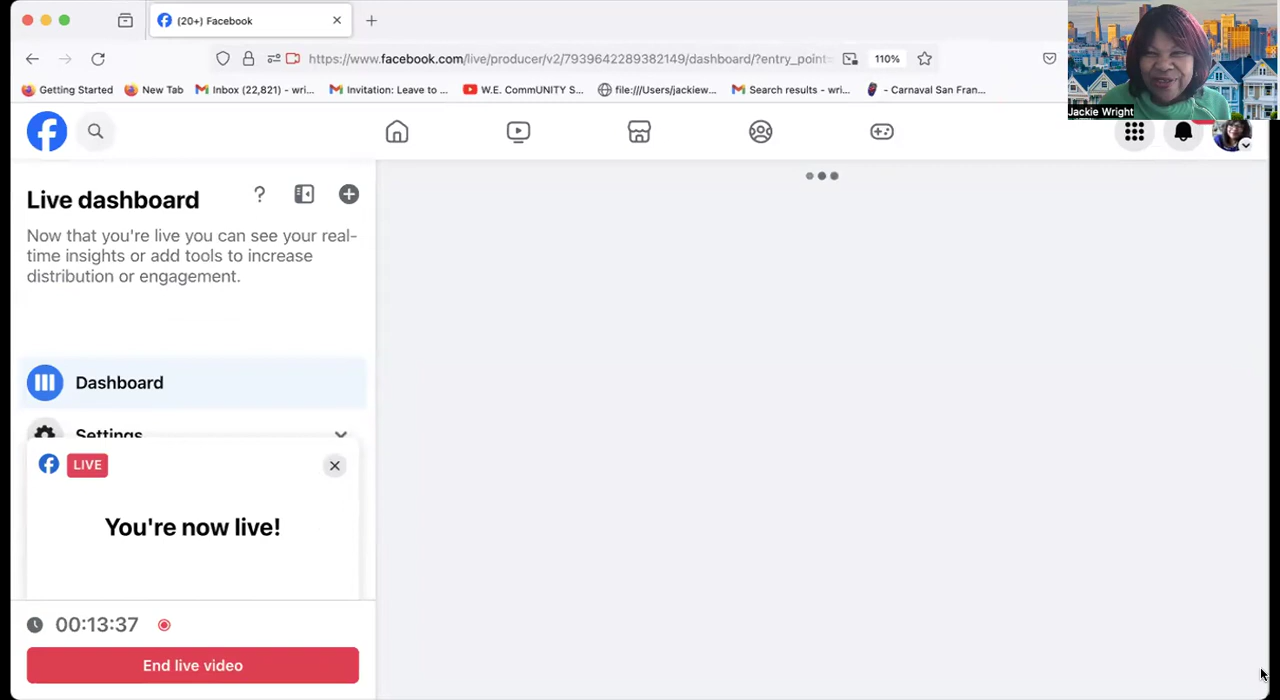 (20+) Facebook
https://www.facebook.com/live/producer/v2/7939642289382149/dashboard/?entry_point=
110%
Getting Started
New Tab
Inbox (22,821) - wri...
Invitation: Leave to ...
W.E. CommUNITY S...
file:///Users/jackiew...
Search results - wri...
- Carnaval San Fran...
Jackie Wright
Live dashboard
Now that you're live you can see your real-
time insights or add tools to increase
distribution or engagement.
Dashboard
Settings
LIVE
You're now live!
00:13:37
End live video